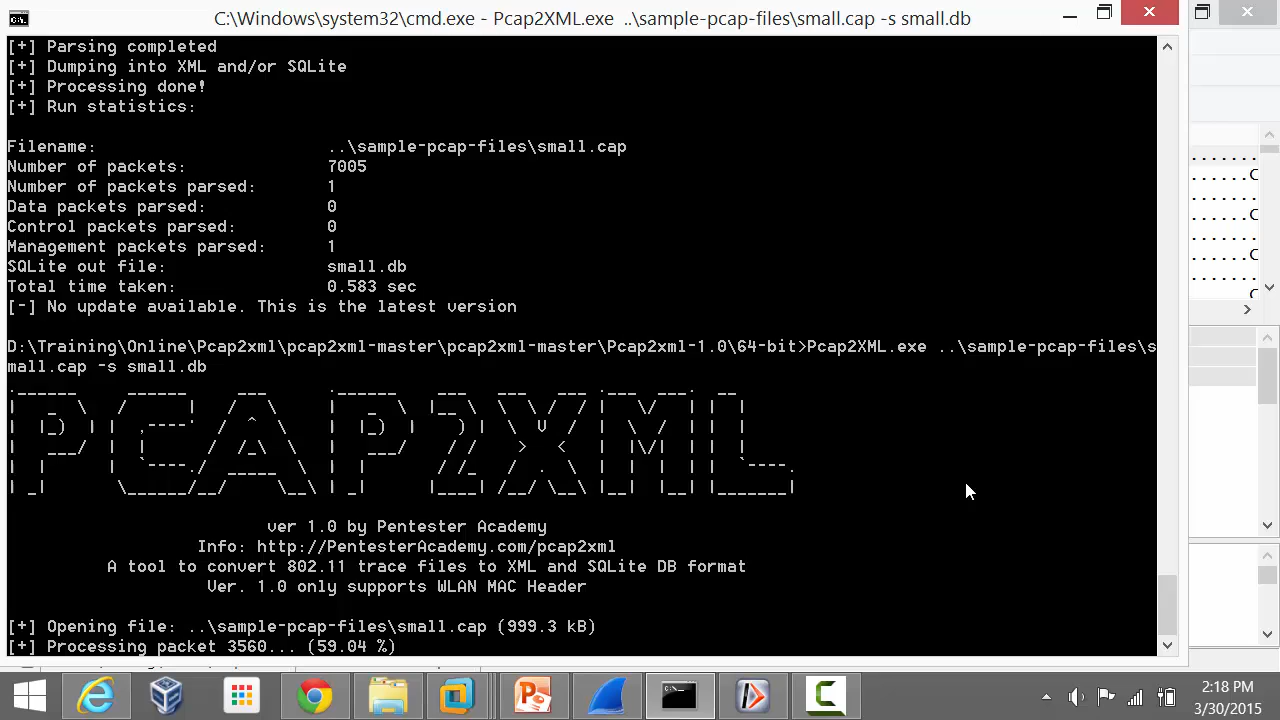 C:\Windows\system32\cmd.exe - Pcap2XML.exe ..\sample-pcap-files\small.cap -s small.db
[+] Parsing completed
[+] Dumping into XML and/or SQLite
[+] Processing done!
[+] Run statistics:
Filename: ..\sample-pcap-files\small.cap
Number of packets: 7005
Number of packets parsed: 1
Data packets parsed: 0
Control packets parsed: 0
Management packets parsed: 1
SQLite out file: small.db
Total time taken: 0.583 sec
[-] No update available. This is the latest version
D:\Training\Online\Pcap2xml\pcap2xml-master\pcap2xml-master\Pcap2xml-1.0\64-bit>Pcap2XML.exe ..\sample-pcap-files\s
mall.cap -s small.db
PCAP2XML
ver 1.0 by Pentester Academy
Info: http://PentesterAcademy.com/pcap2xml
A tool to convert 802.11 trace files to XML and SQLite DB format
Ver. 1.0 only supports WLAN MAC Header
[+] Opening file: ..\sample-pcap-files\small.cap (999.3 kB)
[+] Processing packet 3560... (59.04 %)
2:18 PM
3/30/2015